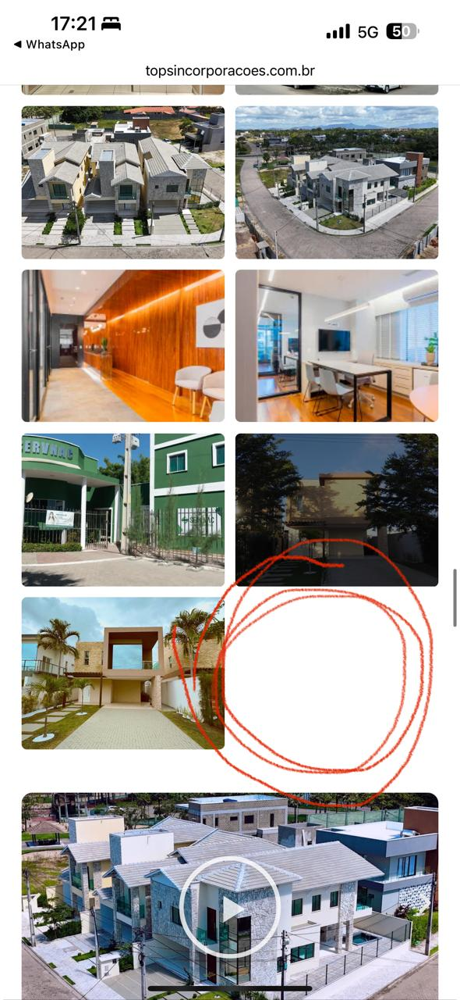 17:21
5G 50
◀ WhatsApp
topsincorporacoes.com.br
SERVNAC
SERVNAC